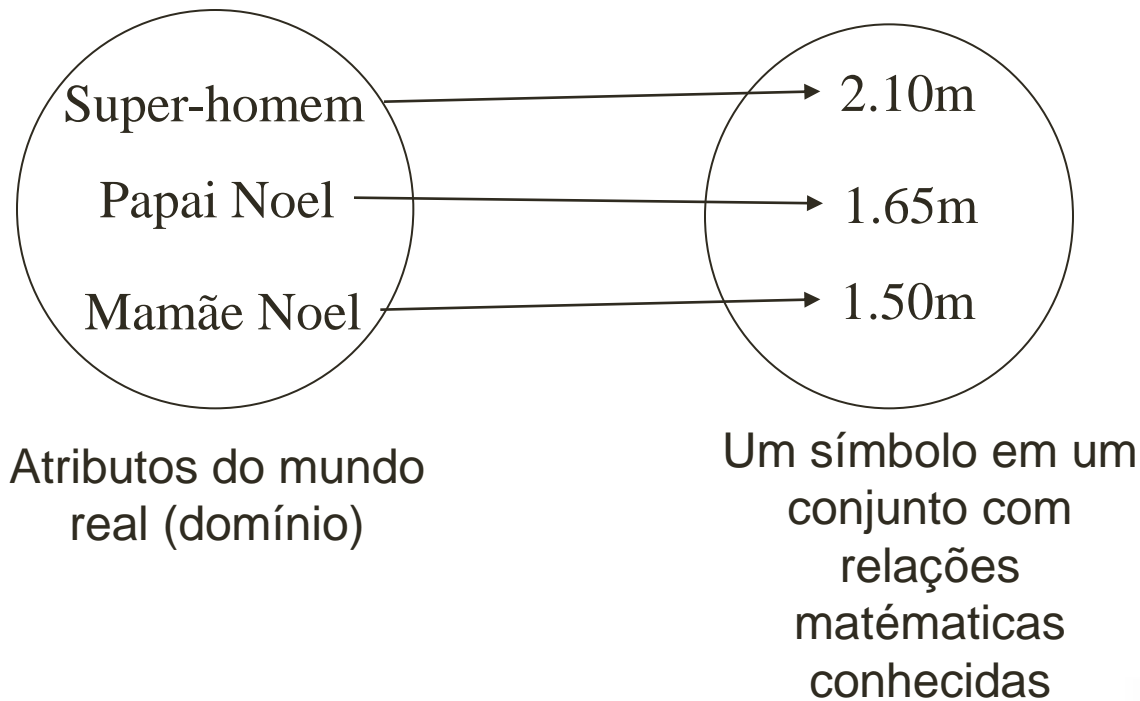 Super-homem
2.10m
Papai Noel
1.65m
Mamãe Noel
1.50m
Atributos do mundo
real (domínio)
Um símbolo em um
conjunto com
relações
matématicas
conhecidas